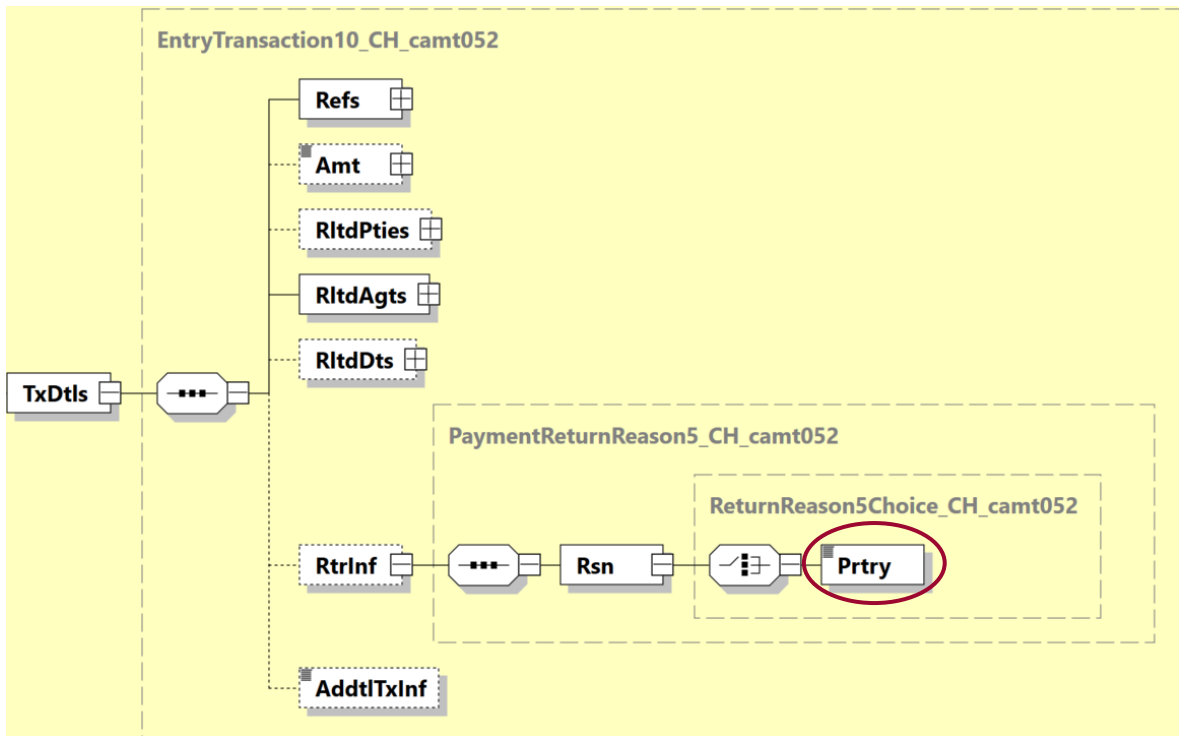 EntryTransaction10_CH_camt052
Refs
Amt
RltdPties
RltdAgts
RltdDts
TxDtls
PaymentReturnReason5_CH_camt052
ReturnReason5Choice_CH_camt052
RtrInf
Rsn
Prtry
AddtlTxInf